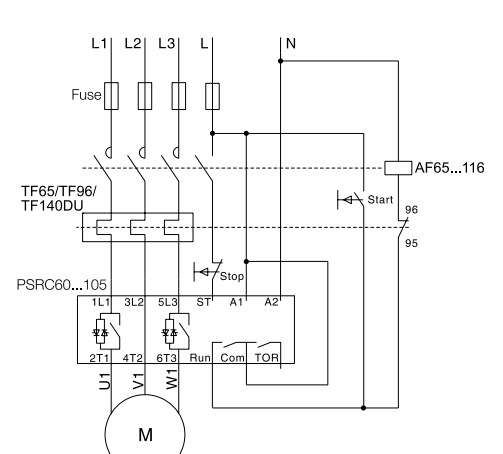 L1 L2 L3 L N
Fuse
AF65...116
TF65/TF96/
TF140DU
Start
96
95
Stop
PSRC60...105
1L1 3L2 5L3 ST A1 A2
2T1 4T2 6T3 Run Com TOR
U1 V1 W1
M